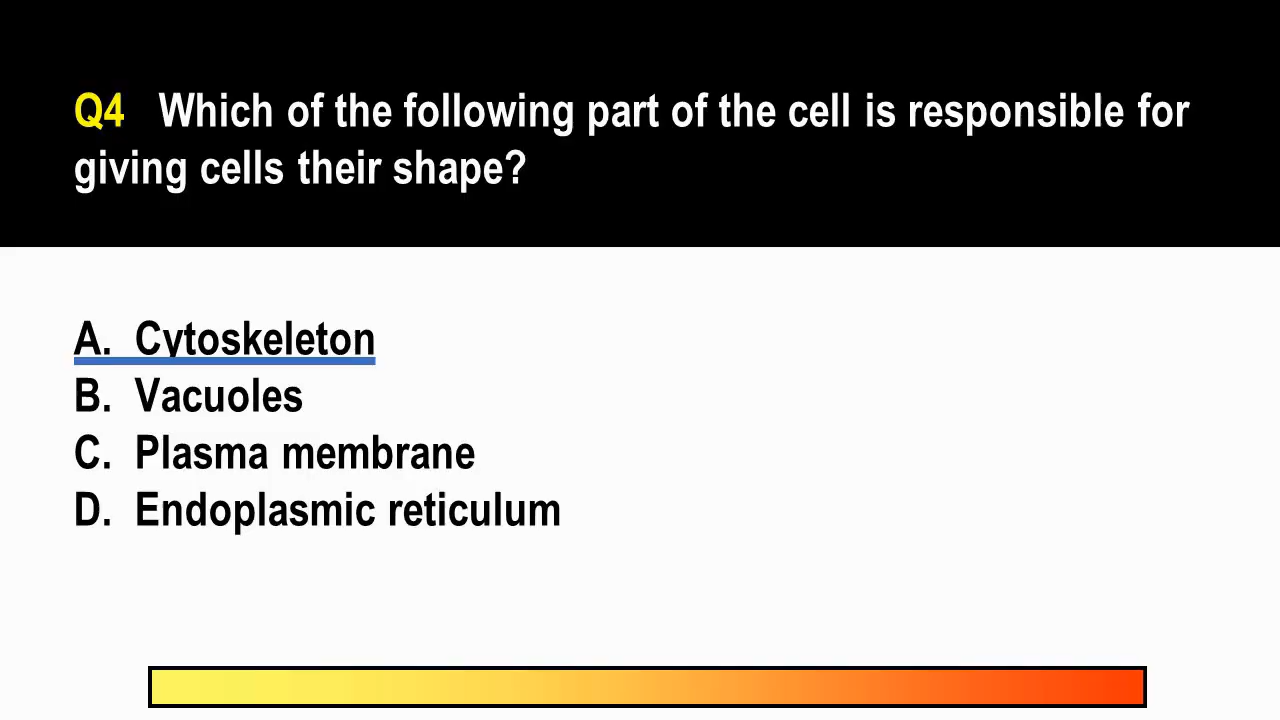 Q4 Which of the following part of the cell is responsible for
giving cells their shape?
A. Cytoskeleton
B. Vacuoles
C. Plasma membrane
D. Endoplasmic reticulum